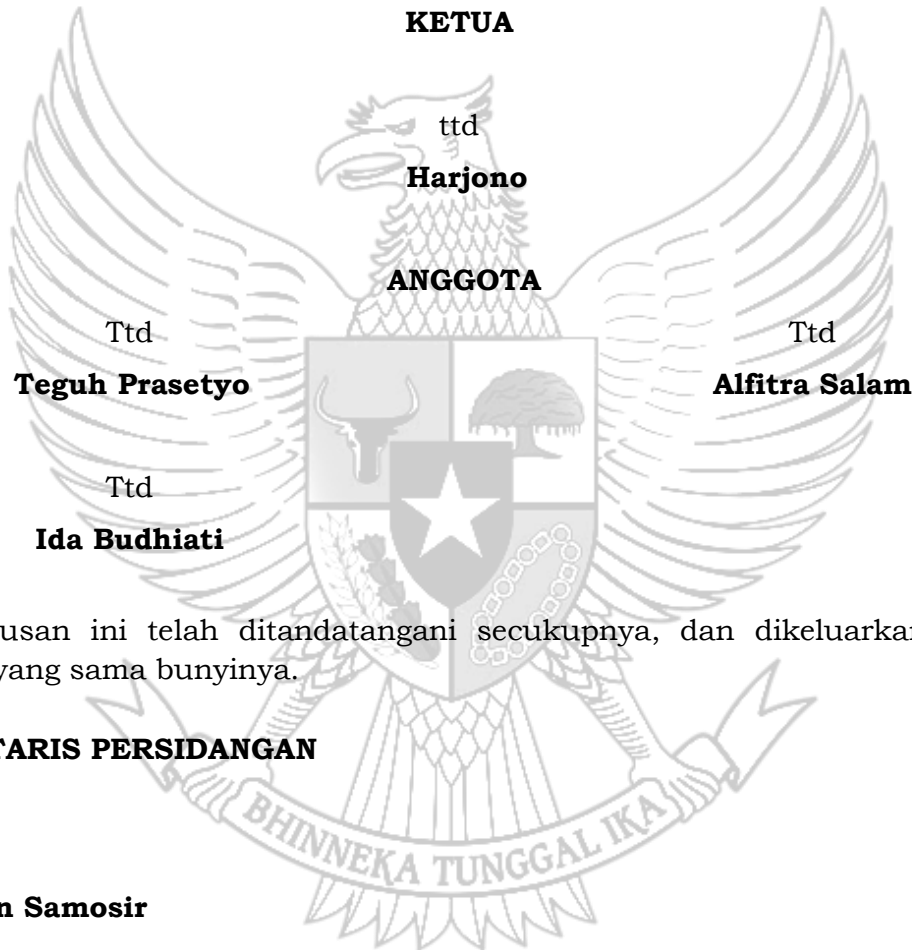 KETUA
ttd
Harjono
ANGGOTA
Ttd Ttd
Teguh Prasetyo Alfitra Salam
Ttd
Ida Budhiati
usan ini telah ditandatangani secukupnya, dan dikeluarkan
yang sama bunyinya.
TARIS PERSIDANGAN
n Samosir
BHINNEKA TUNGGAL IKA